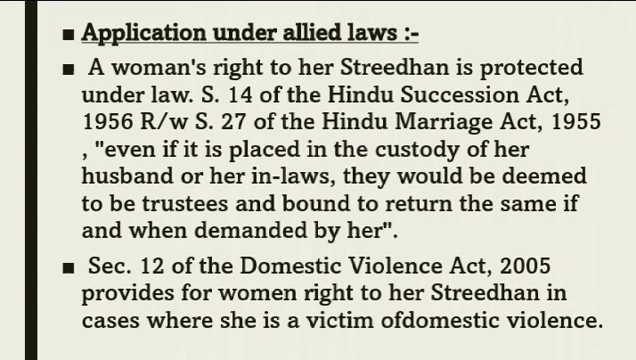 ■ Application under allied laws :-
■ A woman's right to her Streedhan is protected
under law. S. 14 of the Hindu Succession Act,
1956 R/w S. 27 of the Hindu Marriage Act, 1955
, "even if it is placed in the custody of her
husband or her in-laws, they would be deemed
to be trustees and bound to return the same if
and when demanded by her".
■ Sec. 12 of the Domestic Violence Act, 2005
provides for women right to her Streedhan in
cases where she is a victim ofdomestic violence.